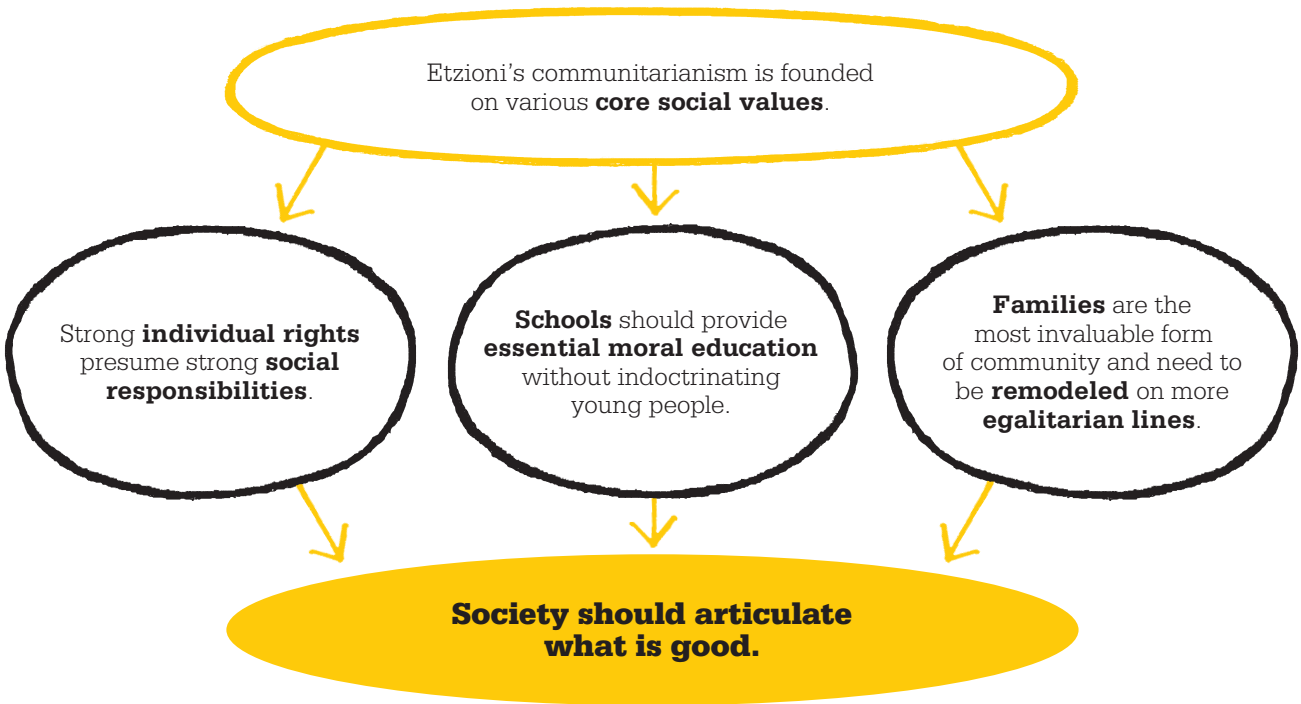 Etzioni's communitarianism is founded
on various core social values.
Strong individual rights
presume strong social
responsibilities.
Schools should provide
essential moral education
without indoctrinating
young people.
Families are the
most invaluable form
of community and need to
be remodeled on more
egalitarian lines.
Society should articulate
what is good.